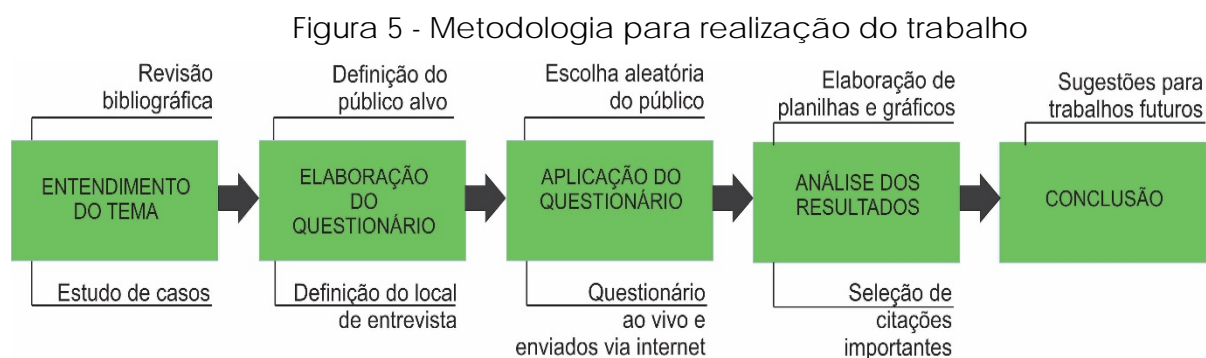 Figura 5 - Metodologia para realização do trabalho
Revisão
bibliográfica
ENTENDIMENTO
DO TEMA
Estudo de casos
Definição do
público alvo
ELABORAÇÃO
DO
QUESTIONÁRIO
Definição do local
de entrevista
Escolha aleatória
do público
APLICAÇÃO DO
QUESTIONÁRIO
Questionário
ao vivo e
enviados via internet
Elaboração de
planilhas e gráficos
ANÁLISE DOS
RESULTADOS
Seleção de
citações
importantes
Sugestões para
trabalhos futuros
CONCLUSÃO